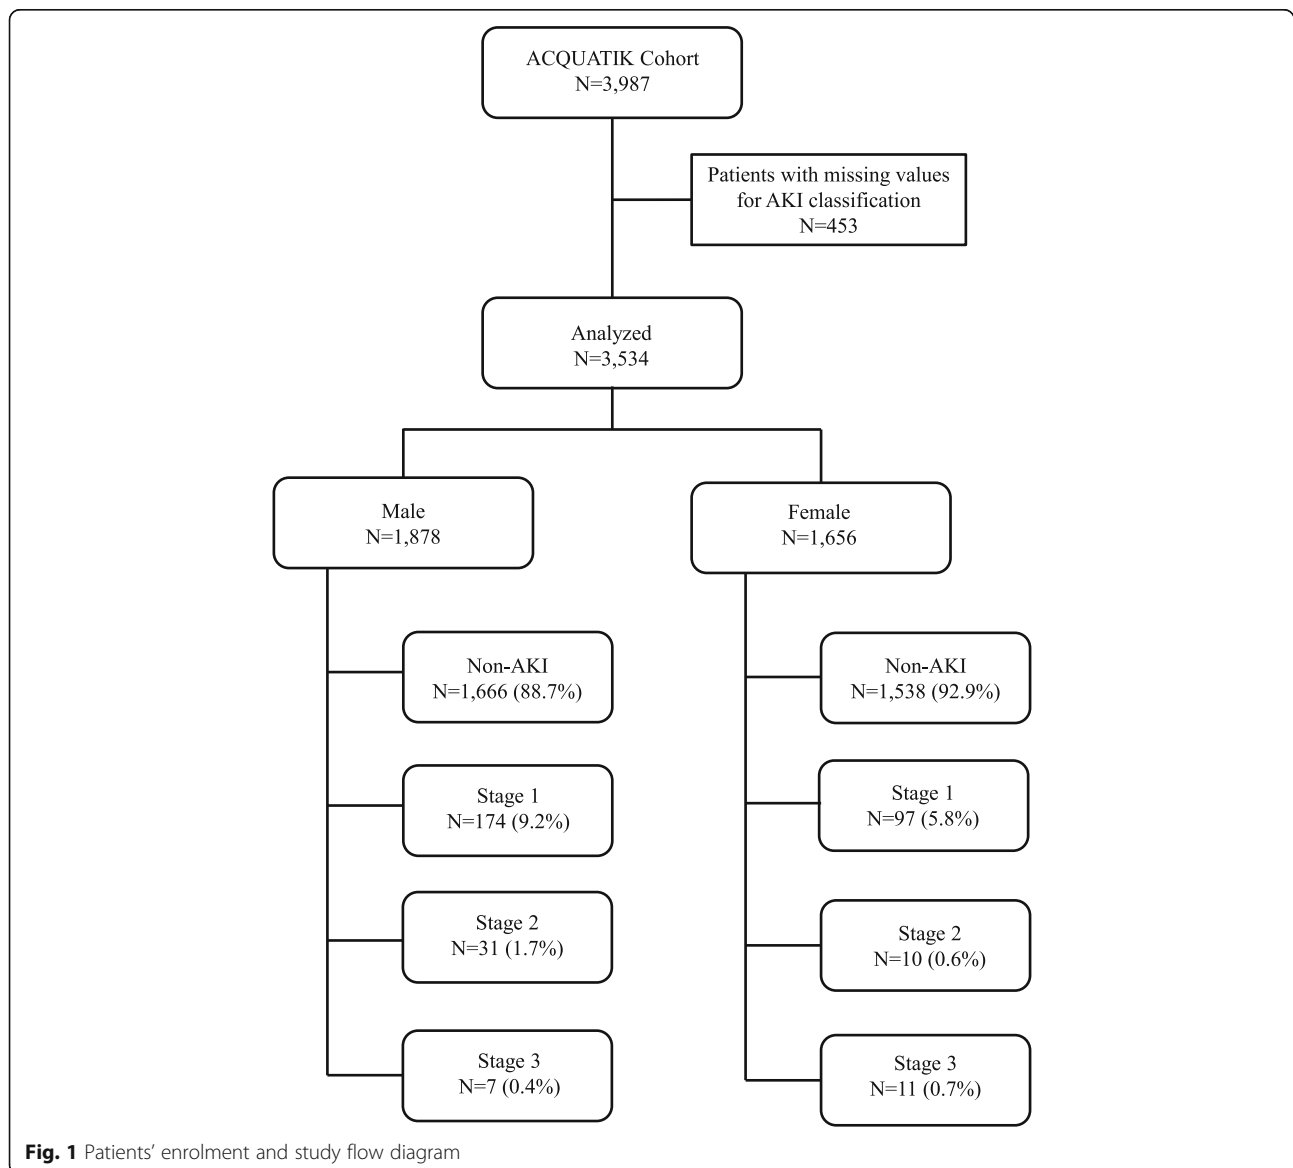 ACQUATIK Cohort
N=3,987
Patients with missing values
for AKI classification
N=453
Analyzed
N=3,534
Male
N=1,878
Female
N=1,656
Non-AKI
N=1,666 (88.7%)
Non-AKI
N=1,538 (92.9%)
Stage 1
N=174 (9.2%)
Stage 1
N=97 (5.8%)
Stage 2
N=31 (1.7%)
Stage 2
N=10 (0.6%)
Stage 3
N=7 (0.4%)
Stage 3
N=11 (0.7%)
Fig. 1 Patients’ enrolment and study flow diagram